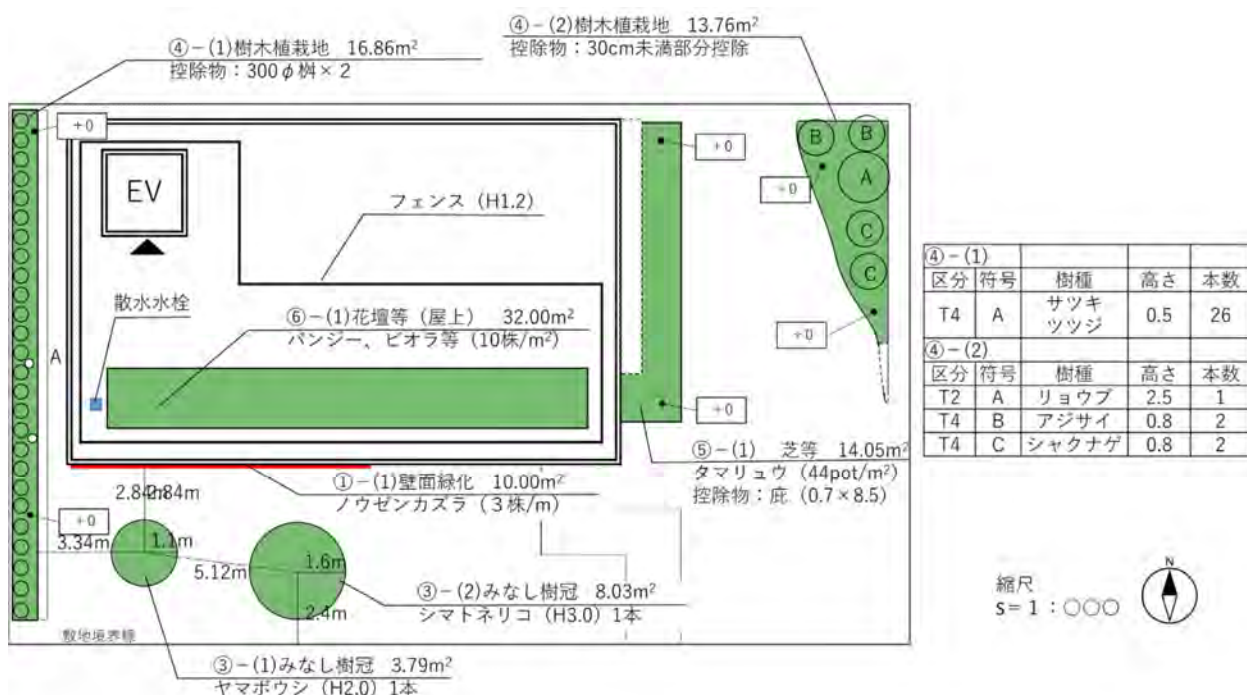 ④－(1)樹木植栽地　16.86m²
控除物：300φ桝×2
④－(2)樹木植栽地　13.76m²
控除物：30cm未満部分控除
+0
+0
+0
B
B
A
C
C
EV
フェンス（H1.2）
散水水栓
⑥－(1)花壇等（屋上）　32.00m²
パンジー、ビオラ等（10株/m²）
A
+0
+0
⑤－(1)　芝等　14.05m²
タマリュウ（44pot/m²）
控除物：庇（0.7×8.5）
①－(1)壁面緑化　10.00m²
ノウゼンカズラ（３株/m）
2.84m
2.84m
+0
3.34m
1.1m
5.12m
1.6m
2.4m
③－(2)みなし樹冠　8.03m²
シマトネリコ（H3.0）1本
敷地境界線
③－(1)みなし樹冠　3.79m²
ヤマボウシ（H2.0）1本
④－(1)
区分　符号　樹種　高さ　本数
T4　A　サツキ　0.5　26
ツツジ
④－(2)
区分　符号　樹種　高さ　本数
T2　A　リョウブ　2.5　1
T4　B　アジサイ　0.8　2
T4　C　シャクナゲ　0.8　2
縮尺
S＝1：○○○
N